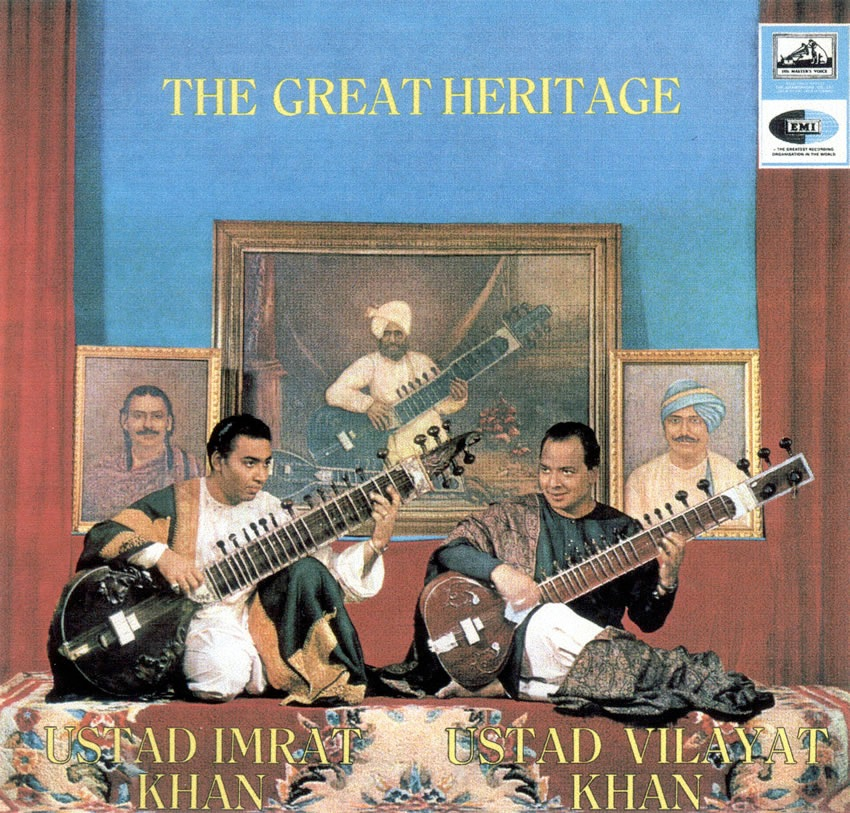 THE GREAT HERITAGE
HIS MASTER'S VOICE
EMI
– THE GREATEST RECORDING
ORGANISATION IN THE WORLD
USTAD IMRAT
KHAN
USTAD VILAYAT
KHAN